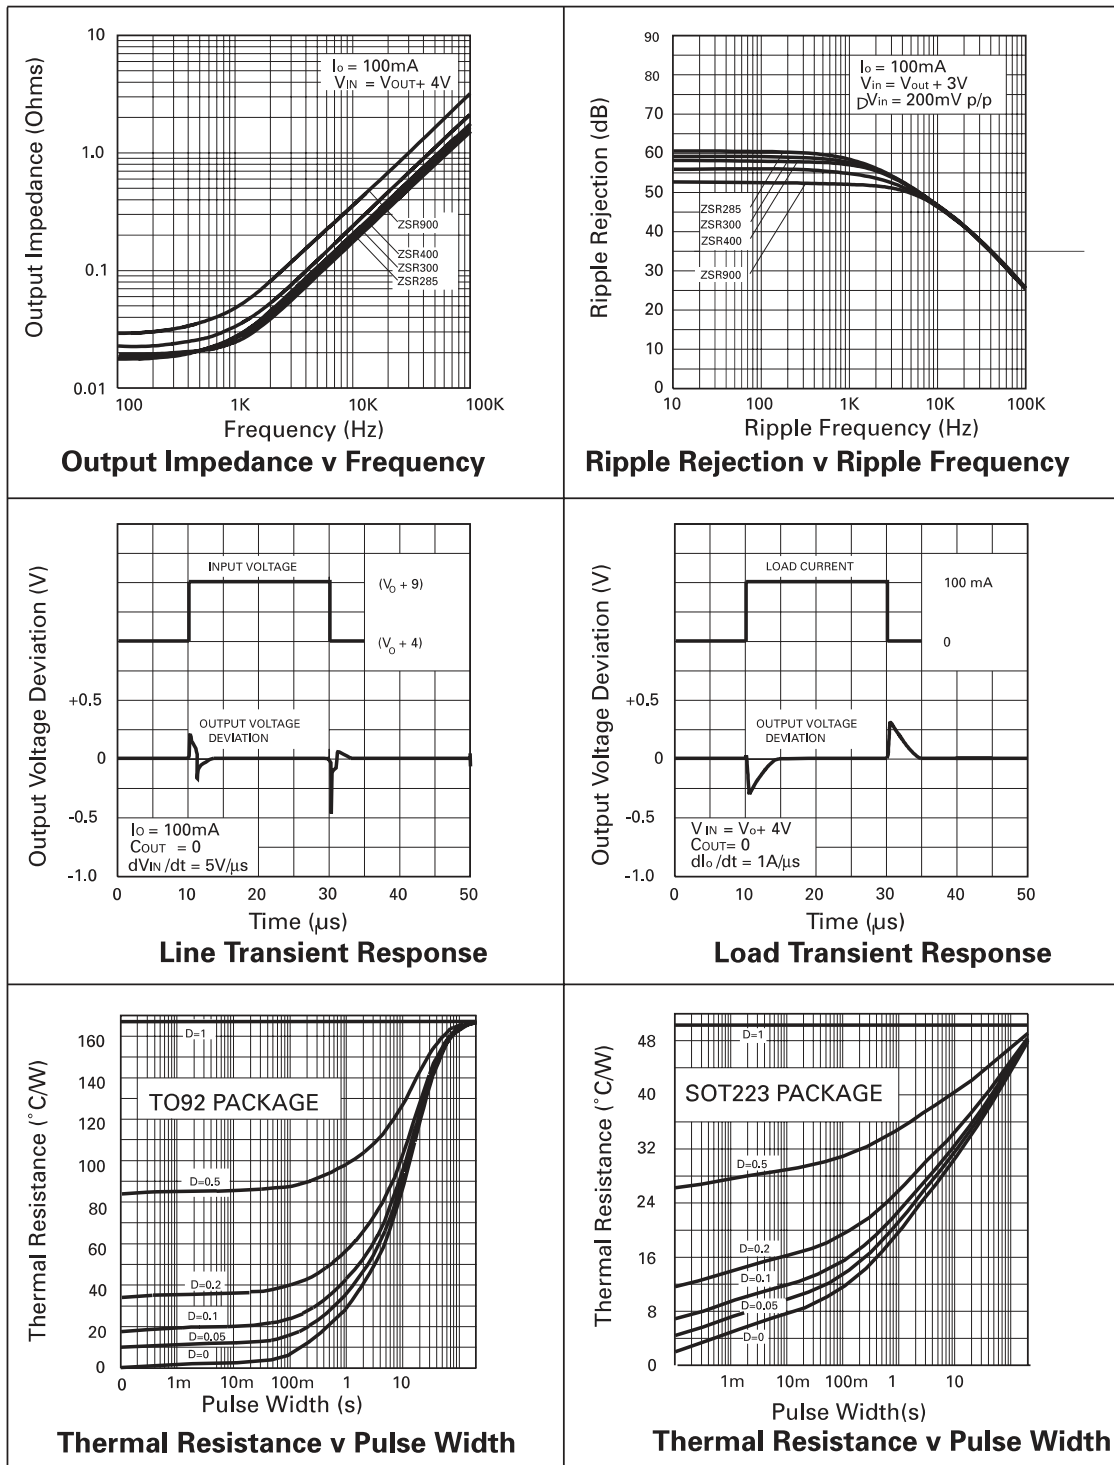 10
1.0
0.1
0.01
Output Impedance (Ohms)
Io = 100mA
VIN = VOUT+ 4V
ZSR900
ZSR400
ZSR300
ZSR285
100 1K 10K 100K
Frequency (Hz)
Output Impedance v Frequency
90
80
70
60
50
40
30
20
10
0
Ripple Rejection (dB)
Io = 100mA
Vin = Vout + 3V
DVin = 200mV p/p
ZSR285
ZSR300
ZSR400
ZSR900
10 100 1K 10K 100K
Ripple Frequency (Hz)
Ripple Rejection v Ripple Frequency
Output Voltage Deviation (V)
INPUT VOLTAGE
(VO + 9)
(VO + 4)
+0.5
0
-0.5
-1.0
OUTPUT VOLTAGE
DEVIATION
IO = 100mA
COUT = 0
dVIN/dt = 5V/µs
0 10 20 30 40 50
Time (µs)
Line Transient Response
Output Voltage Deviation (V)
LOAD CURRENT
100 mA
0
+0.5
0
-0.5
-1.0
OUTPUT VOLTAGE
DEVIATION
VIN = Vo+ 4V
COUT= 0
dIo/dt = 1A/µs
0 10 20 30 40 50
Time (µs)
Load Transient Response
160
140
120
100
80
60
40
20
0
Thermal Resistance (°C/W)
D=1
TO92 PACKAGE
D=0.5
D=0.2
D=0.1
D=0.05
D=0
0 1m 10m 100m 1 10
Pulse Width (s)
Thermal Resistance v Pulse Width
48
40
32
24
16
8
0
Thermal Resistance (°C/W)
D=1
SOT223 PACKAGE
D=0.5
D=0.2
D=0.1
D=0.05
D=0
1m 10m 100m 1 10
Pulse Width(s)
Thermal Resistance v Pulse Width